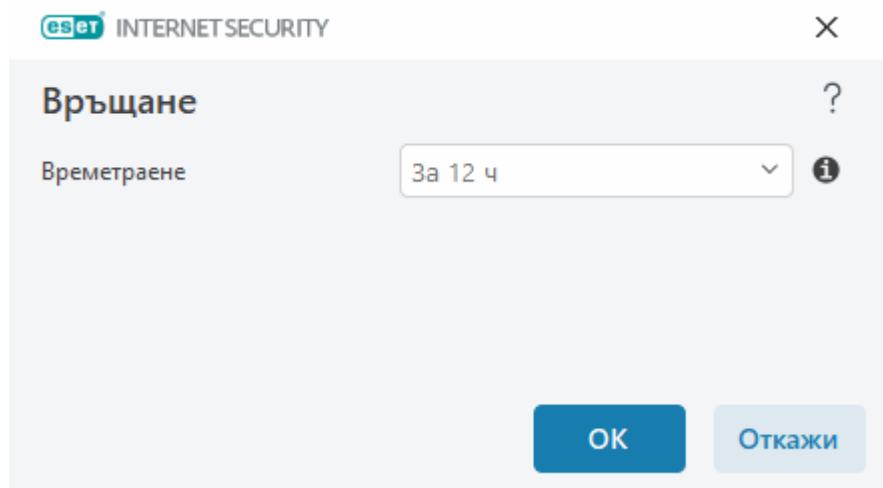 eset INTERNET SECURITY
Връщане
?
Времетраене
За 12 ч
OK
Откажи